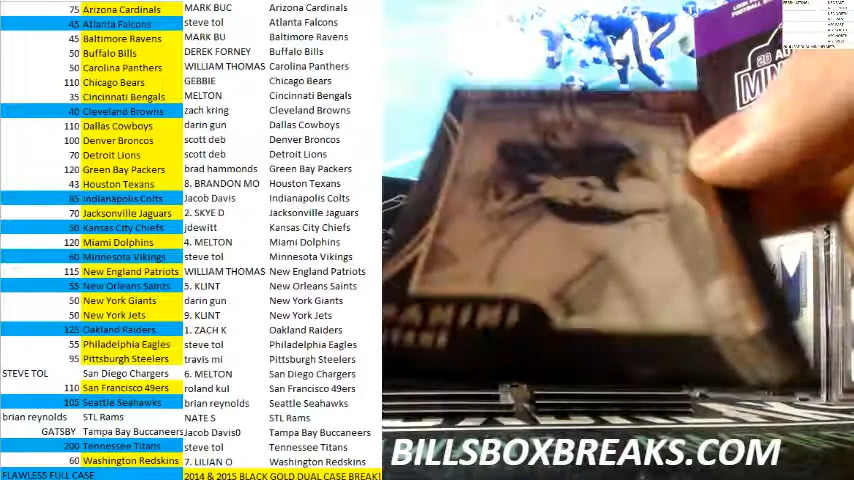 75 Arizona Cardinals MARK BUC Arizona Cardinals
45 Atlanta Falcons steve tol Atlanta Falcons
45 Baltimore Ravens MARK BU Baltimore Ravens
50 Buffalo Bills DEREK FORNEY Buffalo Bills
50 Carolina Panthers WILLIAM THOMAS Carolina Panthers
110 Chicago Bears GEBBIE Chicago Bears
35 Cincinnati Bengals MELTON Cincinnati Bengals
40 Cleveland Browns zach kring Cleveland Browns
110 Dallas Cowboys darin gun Dallas Cowboys
100 Denver Broncos scott deb Denver Broncos
70 Detroit Lions scott deb Detroit Lions
120 Green Bay Packers brad hammonds Green Bay Packers
43 Houston Texans 8. BRANDON MO Houston Texans
85 Indianapolis Colts Jacob Davis Indianapolis Colts
70 Jacksonville Jaguars 2. SKYE D Jacksonville Jaguars
50 Kansas City Chiefs jdewitt Kansas City Chiefs
120 Miami Dolphins 4. MELTON Miami Dolphins
60 Minnesota Vikings steve tol Minnesota Vikings
115 New England Patriots WILLIAM THOMAS New England Patriots
55 New Orleans Saints 5. KLINT New Orleans Saints
50 New York Giants darin gun New York Giants
50 New York Jets 9. KLINT New York Jets
125 Oakland Raiders 1. ZACH K Oakland Raiders
55 Philadelphia Eagles steve tol Philadelphia Eagles
95 Pittsburgh Steelers travis mi Pittsburgh Steelers
STEVE TOL San Diego Chargers 6. MELTON San Diego Chargers
110 San Francisco 49ers roland kul San Francisco 49ers
105 Seattle Seahawks brian reynolds Seattle Seahawks
brian reynolds STL Rams NATE S STL Rams
GATSBY Tampa Bay Buccaneers Jacob Davis0 Tampa Bay Buccaneers
200 Tennessee Titans steve tol Tennessee Titans
60 Washington Redskins 7. LILIAN O Washington Redskins
FLAWLESS FULL CASE 2014 & 2015 BLACK GOLD DUAL CASE BREAK!
PANINI
BILLSBOXBREAKS.COM